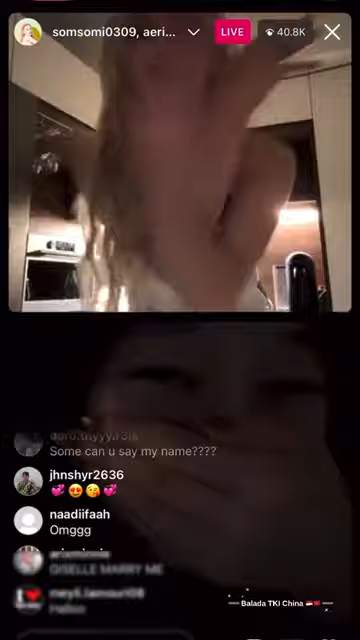 somsomi0309, aeri...
LIVE
40.8K
Some can u say my name????
jhnshyr2636
💞😍😘💞
naadiifaah
Omggg
GISELLE MARRY ME
Balada TKI China 🇮🇩🇨🇳